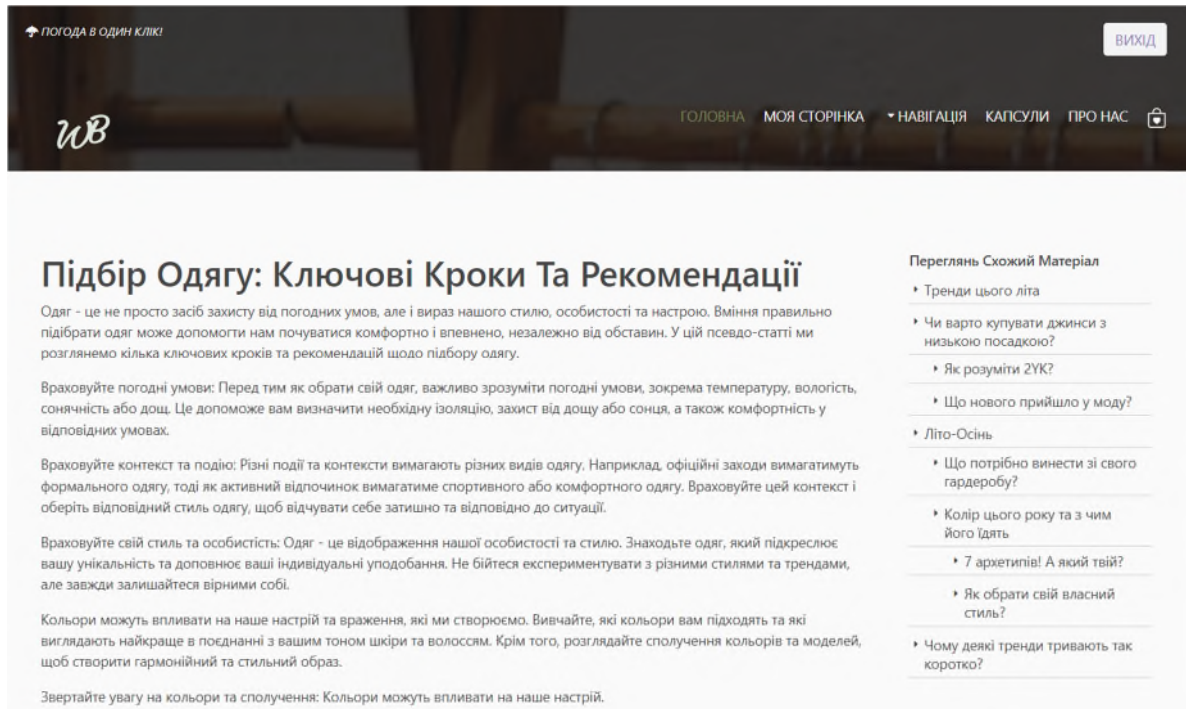 ПОГОДА В ОДИН КЛІК!
ВИХІД
WB
ГОЛОВНА МОЯ СТОРІНКА НАВІГАЦІЯ КАПСУЛИ ПРО НАС
Підбір Одягу: Ключові Кроки Та Рекомендації
Одяг - це не просто засіб захисту від погодних умов, але і вираз нашого стилю, особистості та настрою. Вміння правильно
підібрати одяг може допомогти нам почуватися комфортно і впевнено, незалежно від обставин. У цій псевдо-статті ми
розглянемо кілька ключових кроків та рекомендацій щодо підбору одягу.
Враховуйте погодні умови: Перед тим як обрати свій одяг, важливо зрозуміти погодні умови, зокрема температуру, вологість,
сонячність або дощ. Це допоможе вам визначити необхідну ізоляцію, захист від дощу або сонця, а також комфортність у
відповідних умовах.
Враховуйте контекст та подію: Різні події та контексти вимагають різних видів одягу. Наприклад, офіційні заходи вимагатимуть
формального одягу, тоді як активний відпочинок вимагатиме спортивного або комфортного одягу. Враховуйте цей контекст і
оберіть відповідний стиль одягу, щоб відчувати себе затишно та відповідно до ситуації.
Враховуйте свій стиль та особистість: Одяг - це відображення нашої особистості та стилю. Знаходьте одяг, який підкреслює
вашу унікальність та доповнює ваші індивідуальні уподобання. Не бійтеся експериментувати з різними стилями та трендами,
але завжди залишайтеся вірними собі.
Кольори можуть впливати на наше настрій та враження, які ми створюємо. Вивчайте, які кольори вам підходять та які
виглядають найкраще в поєднанні з вашим тоном шкіри та волоссям. Крім того, розглядайте сполучення кольорів та моделей,
щоб створити гармонійний та стильний образ.
Звертайте увагу на кольори та сполучення: Кольори можуть впливати на наше настрій.
Переглянь Схожий Матеріал
Тренди цього літа
Чи варто купувати джинси з
низькою посадкою?
Як розуміти 2YK?
Що нового прийшло у моду?
Літо-Осінь
Що потрібно винести зі свого
гардеробу?
Колір цього року та з чим
його їдять
7 архетипів! А який твій?
Як обрати свій власний
стиль?
Чому деякі тренди тривають так
коротко?